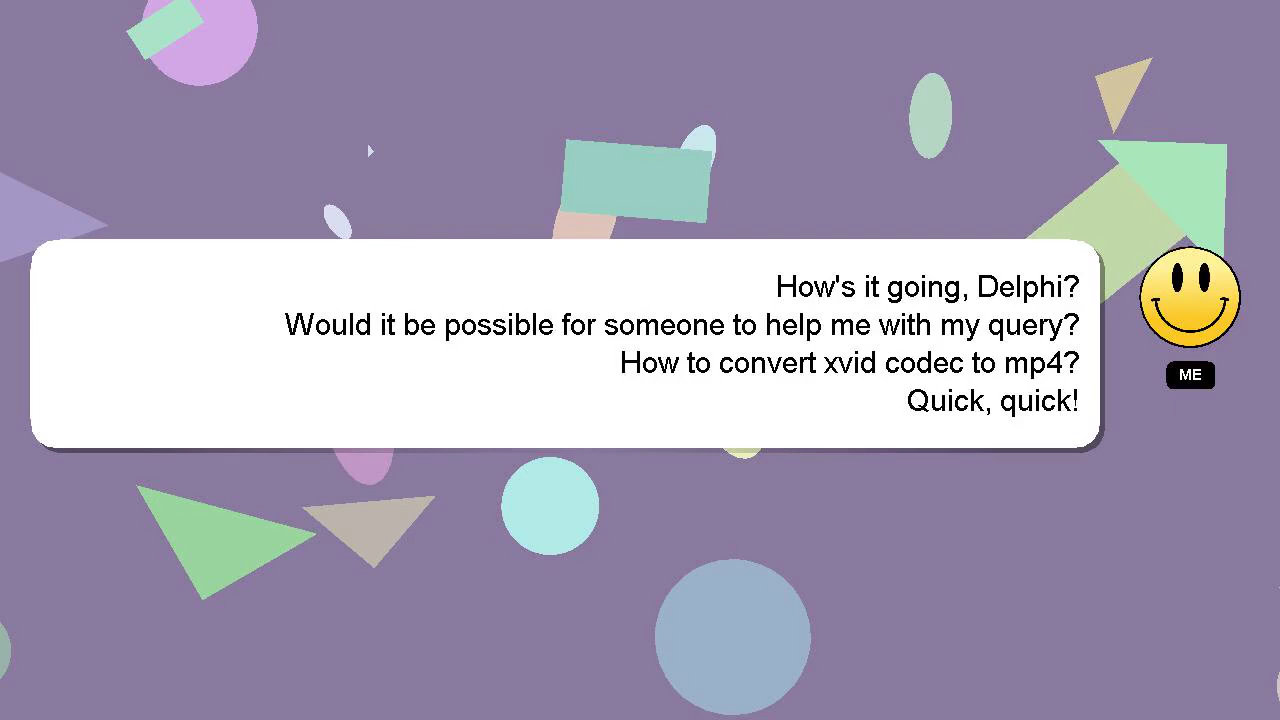 How's it going, Delphi?
Would it be possible for someone to help me with my query?
How to convert xvid codec to mp4?
Quick, quick!
ME